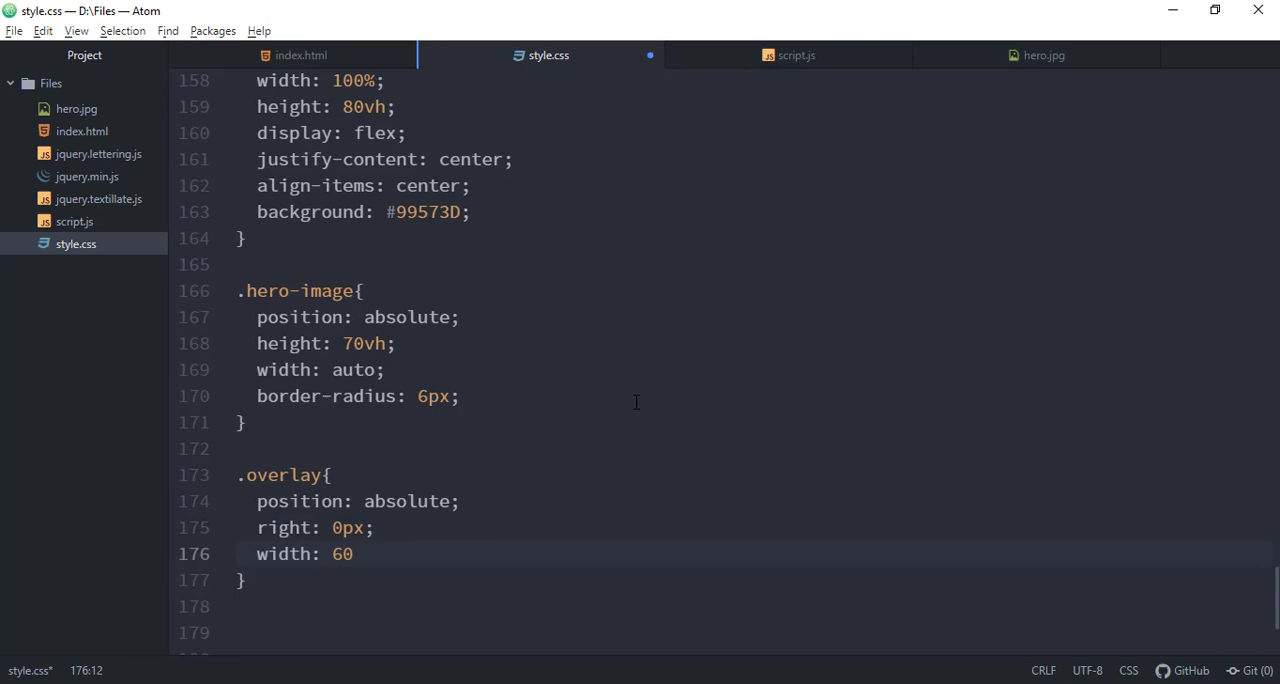 style.css — D:\Files — Atom
File Edit View Selection Find Packages Help
Project
index.html
style.css
script.js
hero.jpg
Files
hero.jpg
index.html
jquery.lettering.js
jquery.min.js
jquery.textillate.js
script.js
style.css
158 width: 100%;
159 height: 80vh;
160 display: flex;
161 justify-content: center;
162 align-items: center;
163 background: #99573D;
164 }
165
166 .hero-image{
167 position: absolute;
168 height: 70vh;
169 width: auto;
170 border-radius: 6px;
171 }
172
173 .overlay{
174 position: absolute;
175 right: 0px;
176 width: 60
177 }
178
179
style.css* 176:12
CRLF UTF-8 CSS GitHub Git (0)